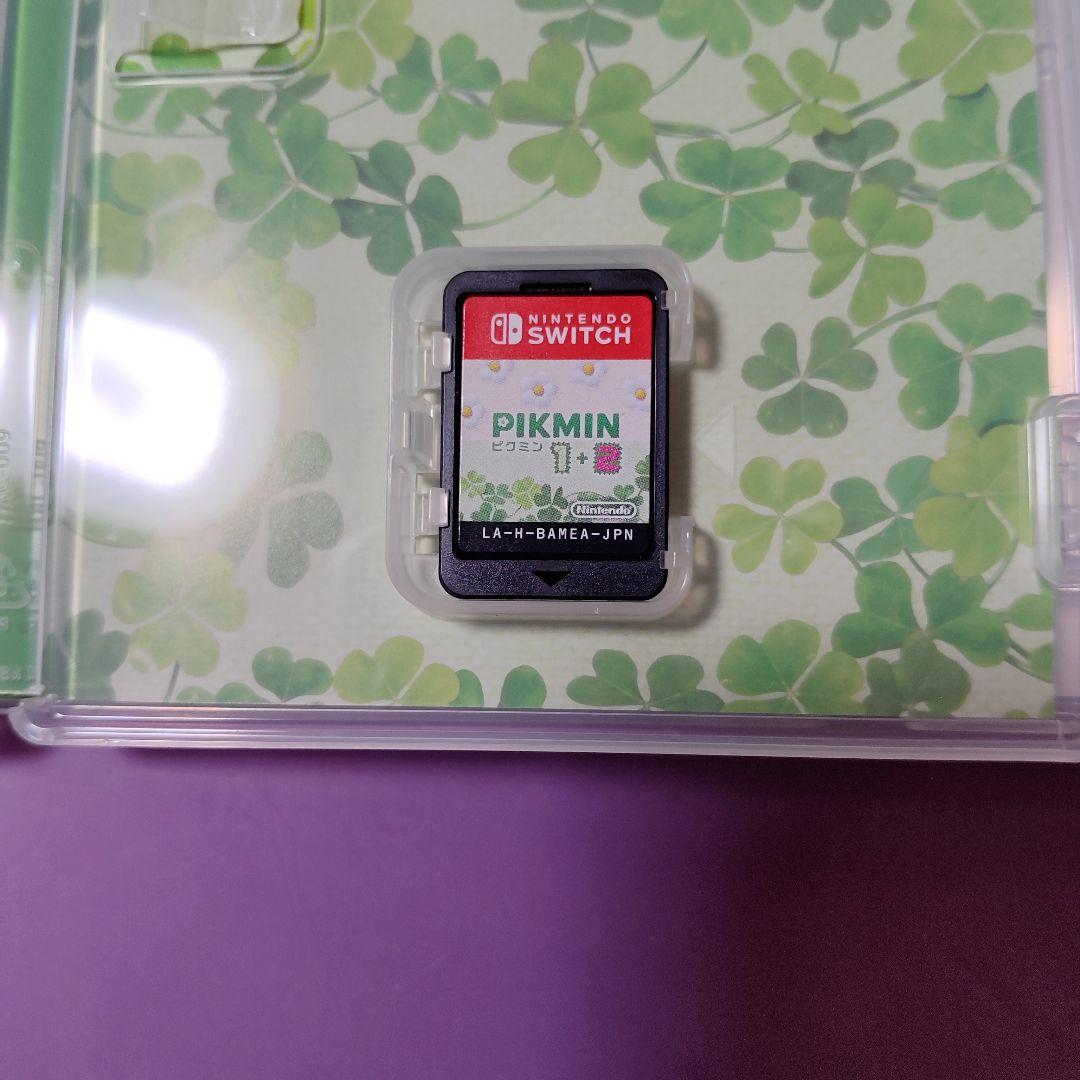 NINTENDO
SWITCH
PIKMIN
ピクミン 1+2
Nintendo
LA-H-BAMEA-JPN